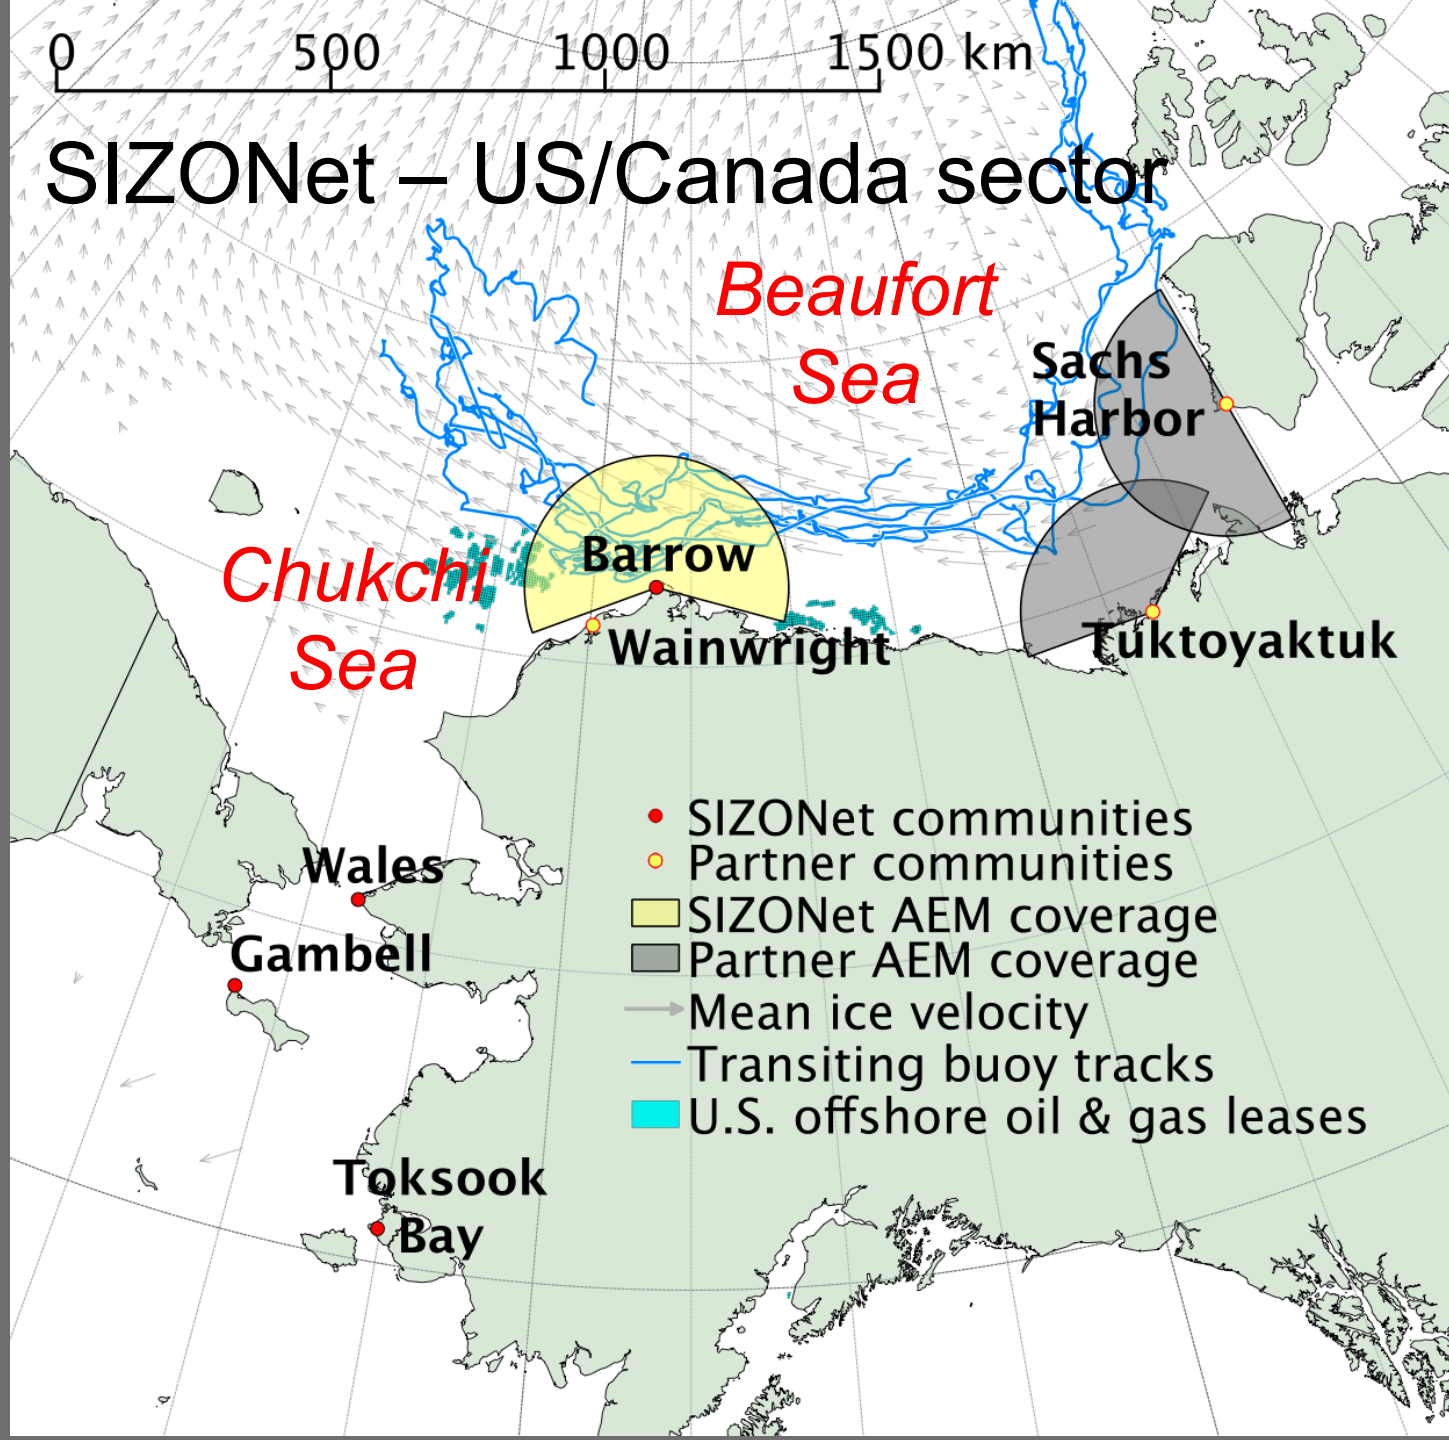 0 500 1000 1500 km
SIZONet – US/Canada sector
Beaufort
Sea
Sachs
Harbor
Chukchi
Sea
Barrow
Wainwright
Tuktoyaktuk
SIZONet communities
Partner communities
SIZONet AEM coverage
Partner AEM coverage
Mean ice velocity
Transiting buoy tracks
U.S. offshore oil & gas leases
Wales
Gambell
Toksook
Bay